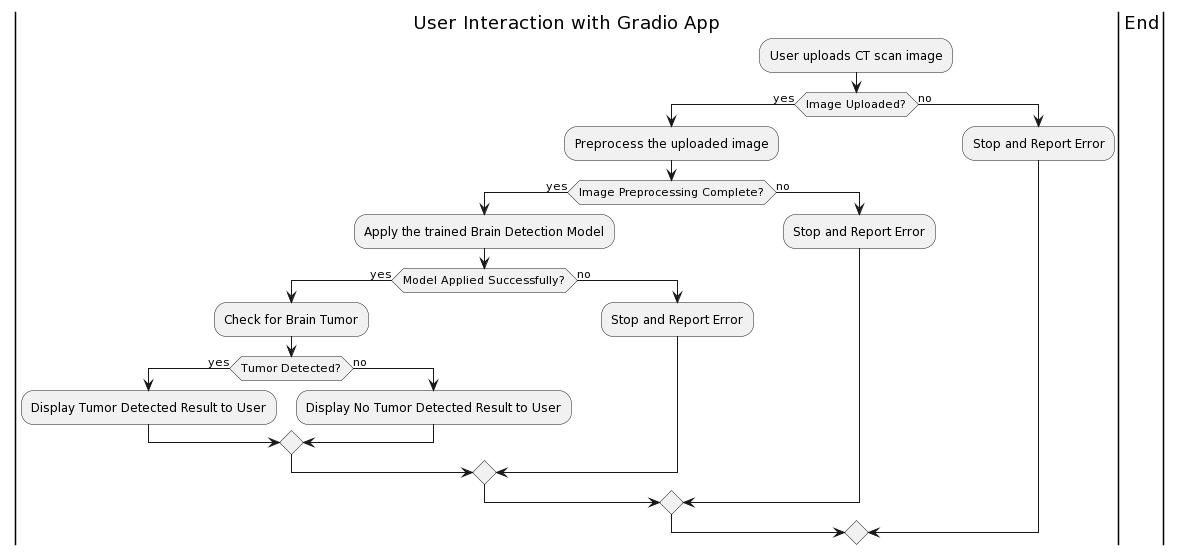 User Interaction with Gradio App
End
User uploads CT scan image
yes
Image Uploaded?
no
Preprocess the uploaded image
Stop and Report Error
yes
Image Preprocessing Complete?
no
Apply the trained Brain Detection Model
Stop and Report Error
yes
Model Applied Successfully?
no
Check for Brain Tumor
Stop and Report Error
yes
Tumor Detected?
no
Display Tumor Detected Result to User
Display No Tumor Detected Result to User